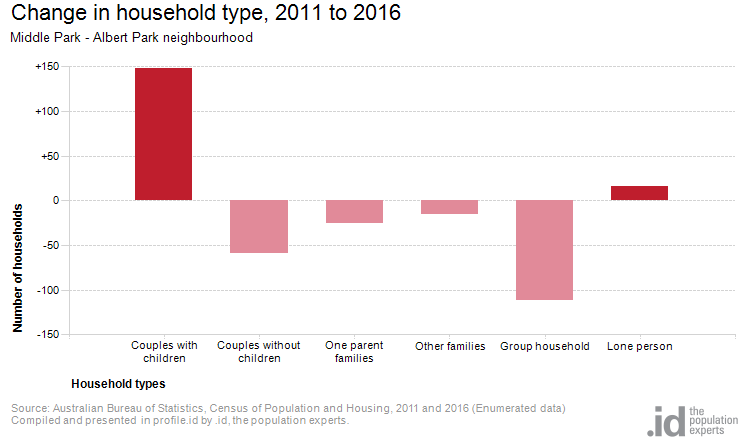 Change in household type, 2011 to 2016
Middle Park - Albert Park neighbourhood
+150
+100
+50
0
-50
-100
-150
Number of households
Couples with children
Couples without children
One parent families
Other families
Group household
Lone person
Household types
Source: Australian Bureau of Statistics, Census of Population and Housing, 2011 and 2016 (Enumerated data)
Compiled and presented in profile.id by .id, the population experts.
.id the population experts